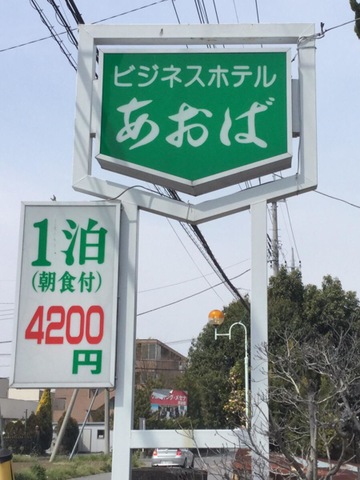 ビジネスホテル
あおば
1泊
(朝食付)
4200
円